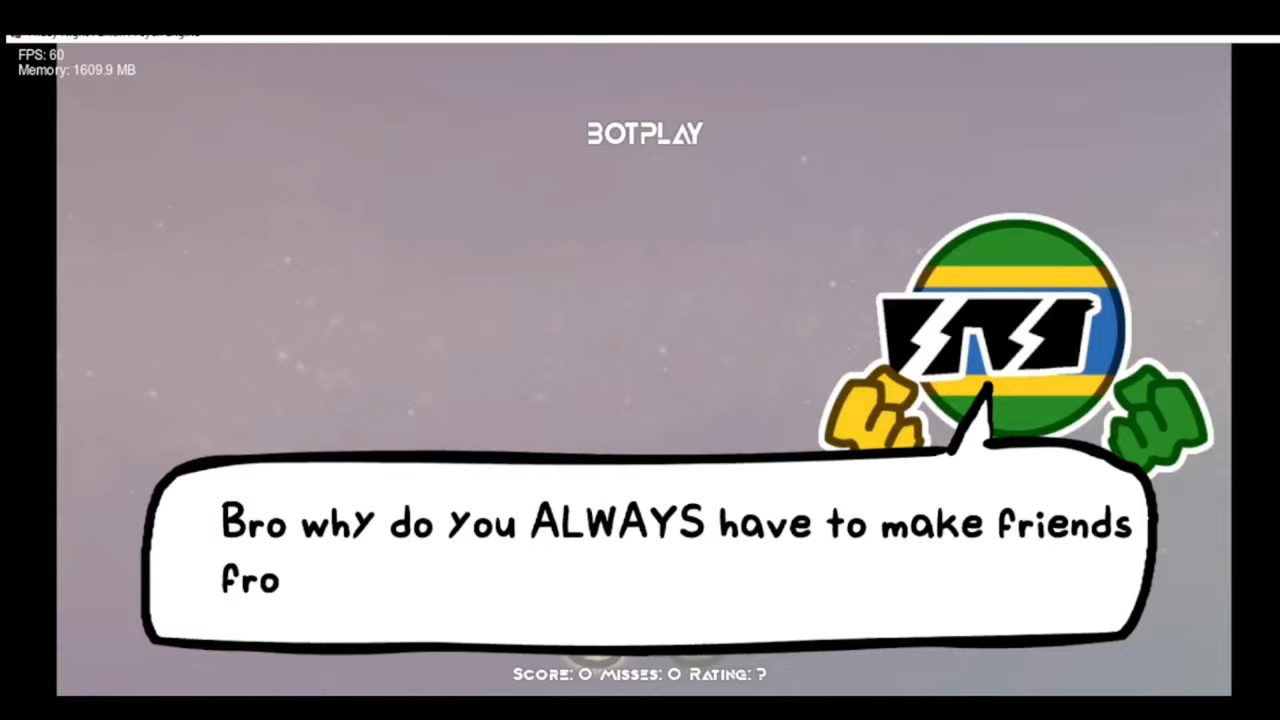 FPS: 60
Memory: 1609.9 MB
BOTPLAY
Bro why do you ALWAYS have to make friends
fro
Score: 0 Misses: 0 Rating: ?